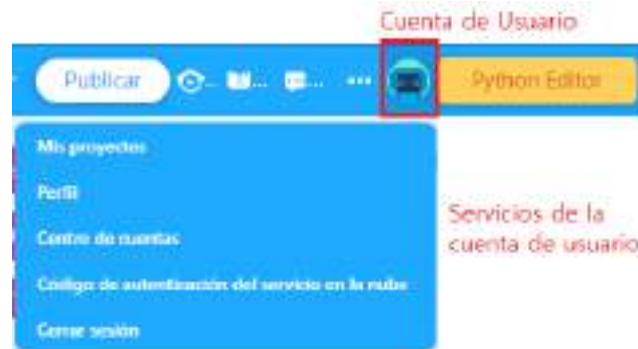 Cuenta de Usuario
Publicar ... Python Editor
Mis proyectos
Perfil
Centro de cuentas
Código de autenticación del servicio en la nube
Cerrar sesión
Servicios de la
cuenta de usuario